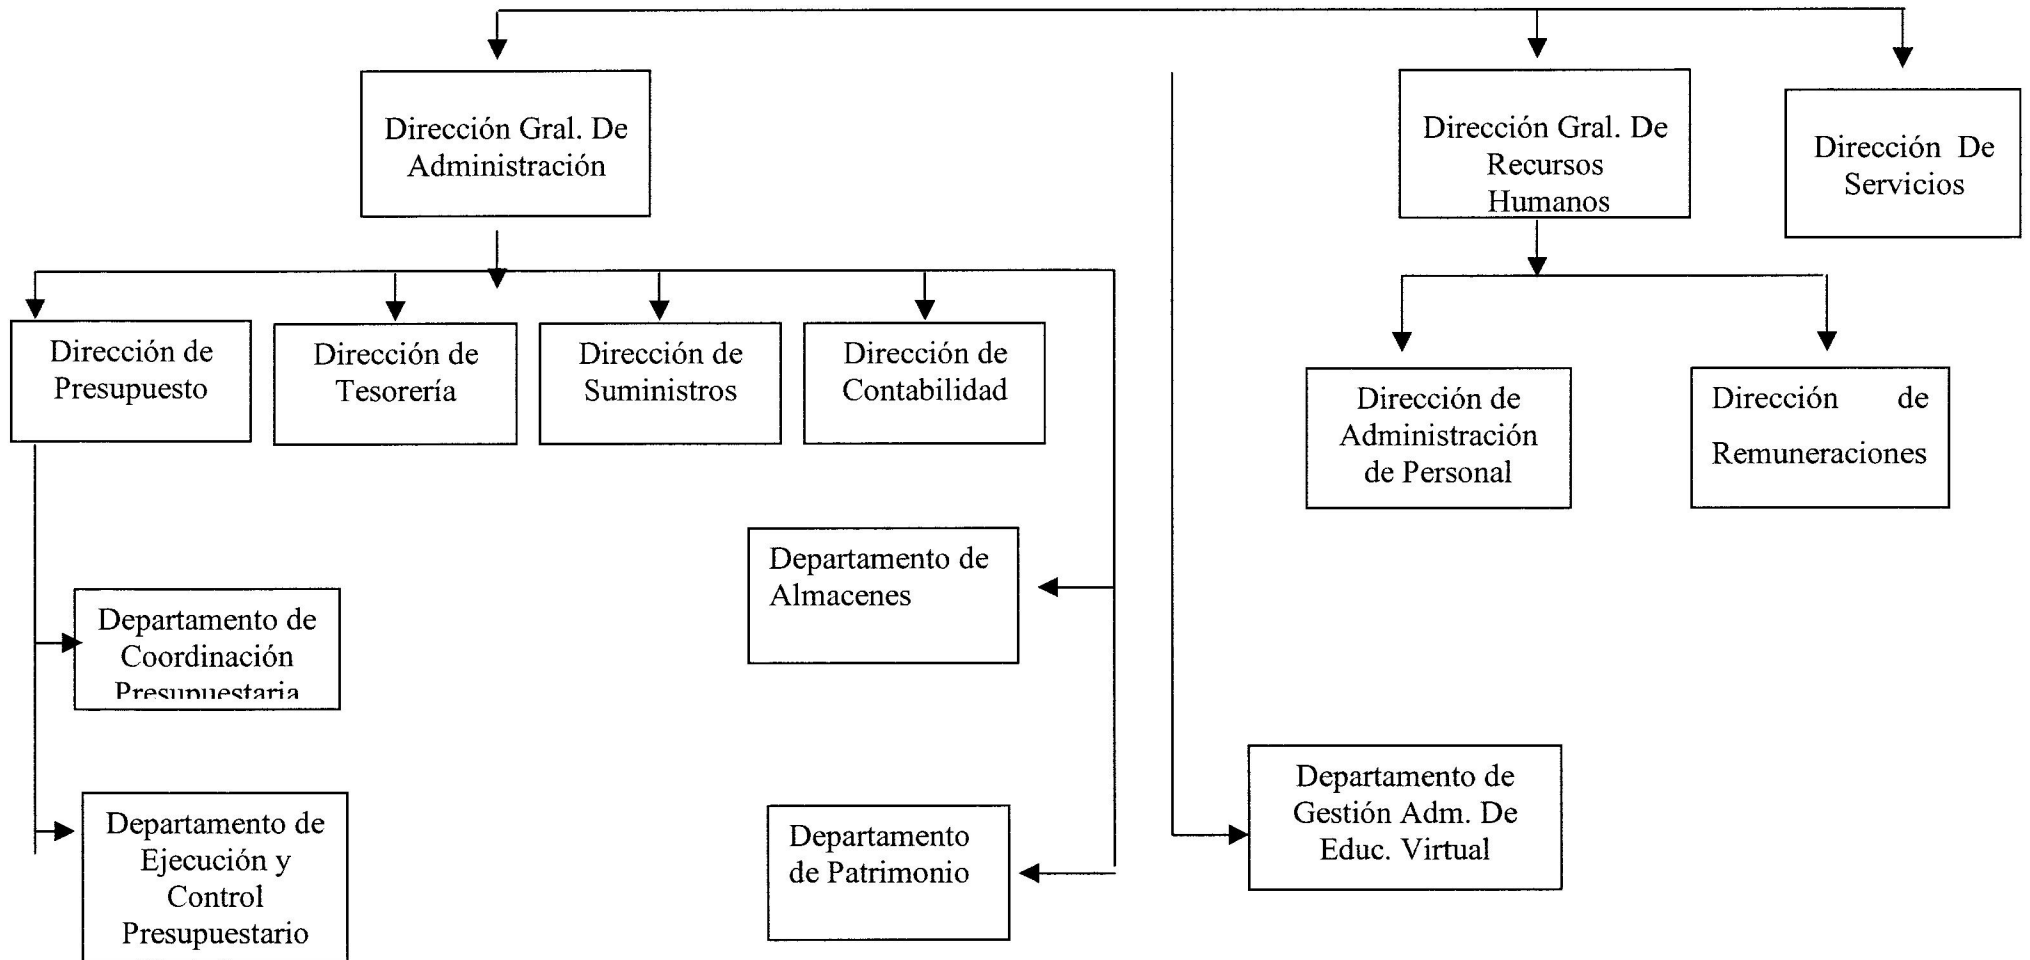 Dirección Gral. De
Administración
Dirección Gral. De
Recursos
Humanos
Dirección De
Servicios
Dirección de
Presupuesto
Dirección de
Tesorería
Dirección de
Suministros
Dirección de
Contabilidad
Dirección de
Administración
de Personal
Dirección de
Remuneraciones
Departamento de
Almacenes
Departamento de
Coordinación
Presupuestaria
Departamento de
Gestión Adm. De
Educ. Virtual
Departamento de
Ejecución y
Control
Presupuestario
Departamento
de Patrimonio